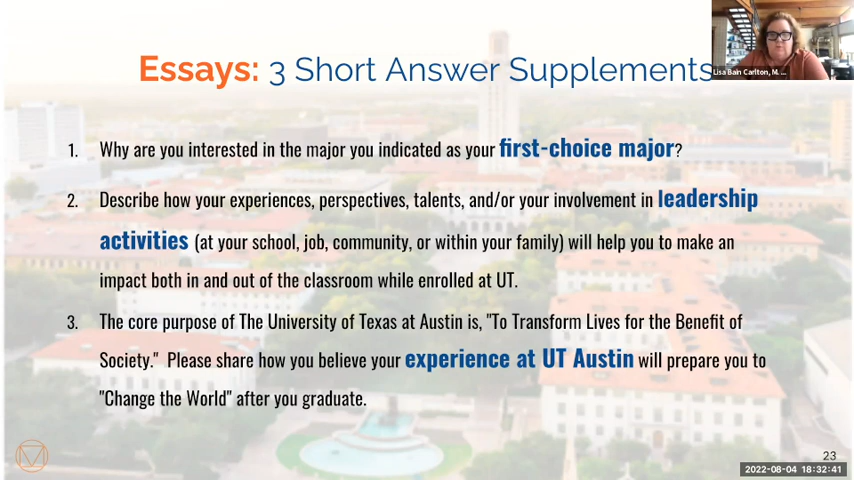 Essays: 3 Short Answer Supplements
Lisa Bain Carlton, M. ...
1. Why are you interested in the major you indicated as your first-choice major?
2. Describe how your experiences, perspectives, talents, and/or your involvement in leadership
activities (at your school, job, community, or within your family) will help you to make an
impact both in and out of the classroom while enrolled at UT.
3. The core purpose of The University of Texas at Austin is, "To Transform Lives for the Benefit of
Society." Please share how you believe your experience at UT Austin will prepare you to
"Change the World" after you graduate.
23
2022-08-04 18:32:41